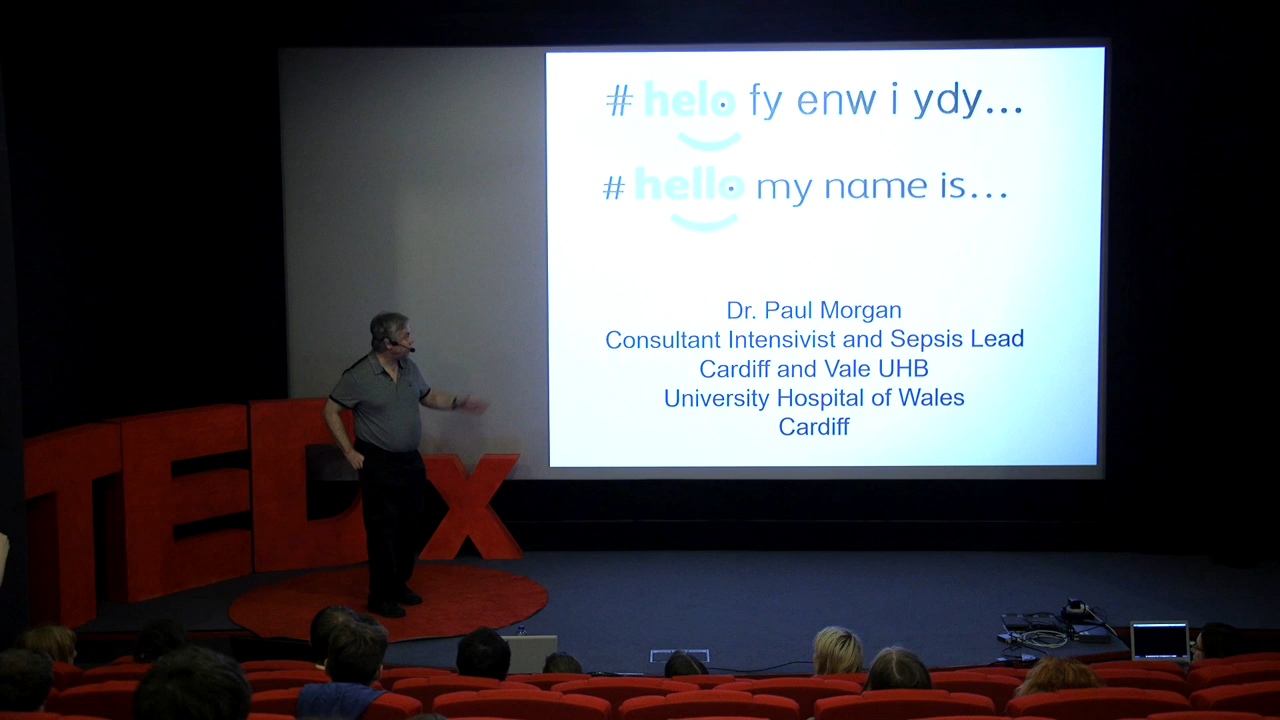 # helo fy enw i ydy...
# hello my name is...
Dr. Paul Morgan
Consultant Intensivist and Sepsis Lead
Cardiff and Vale UHB
University Hospital of Wales
Cardiff
TEDx